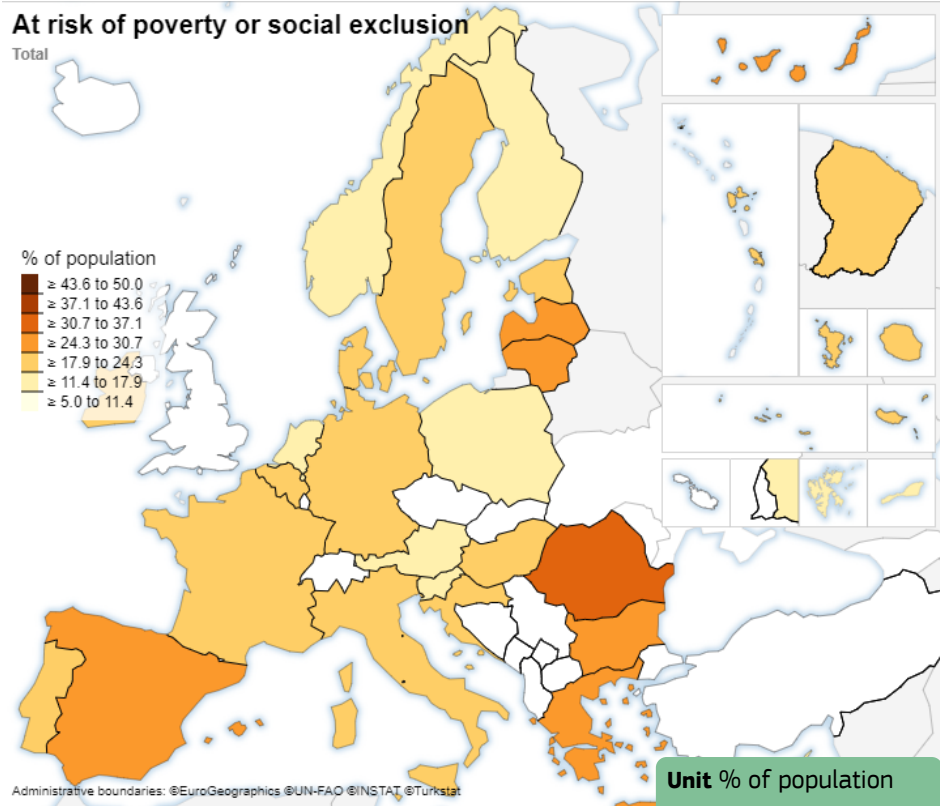 At risk of poverty or social exclusion
Total
% of population
≥ 43.6 to 50.0
≥ 37.1 to 43.6
≥ 30.7 to 37.1
≥ 24.3 to 30.7
≥ 17.9 to 24.3
≥ 11.4 to 17.9
≥ 5.0 to 11.4
Administrative boundaries: ©EuroGeographics ©UN-FAO ©INSTAT ©Turkstat
Unit % of population